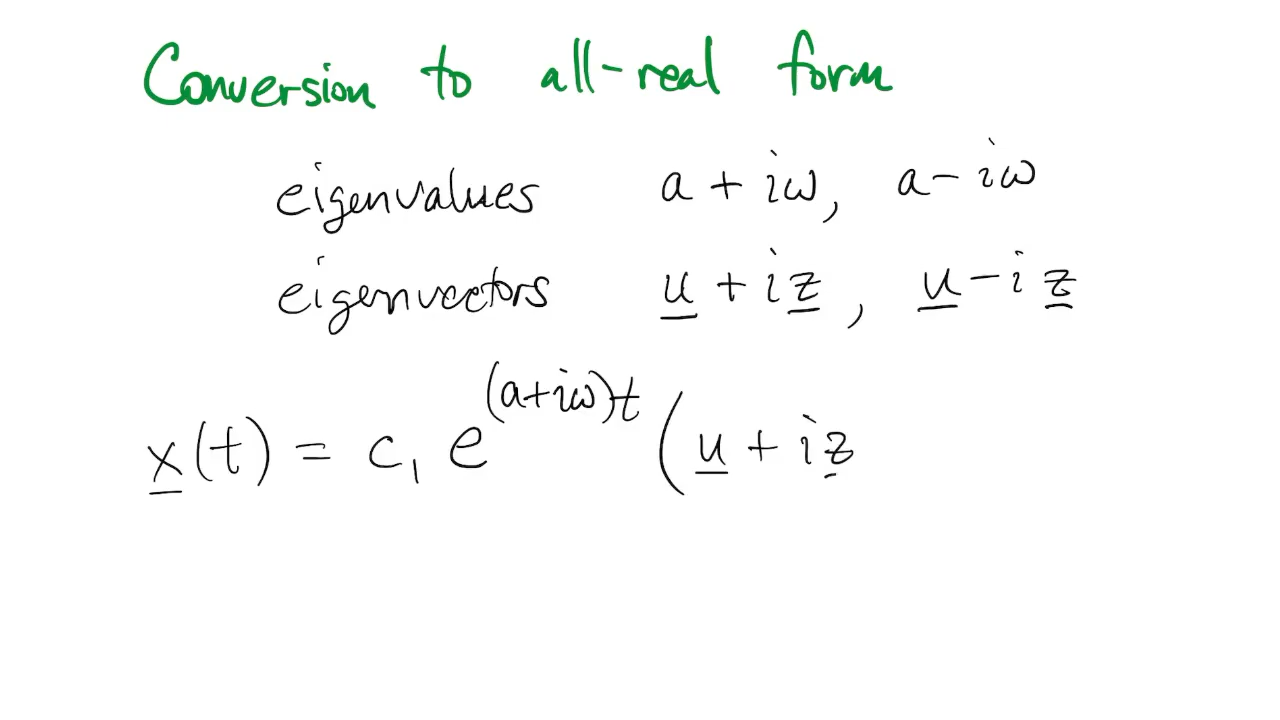 Conversion to all-real form
eigenvalues a + iω, a - iω
eigenvectors u + iz, u - iz
x(t) = c₁ e^(a+iω)t (u + iz